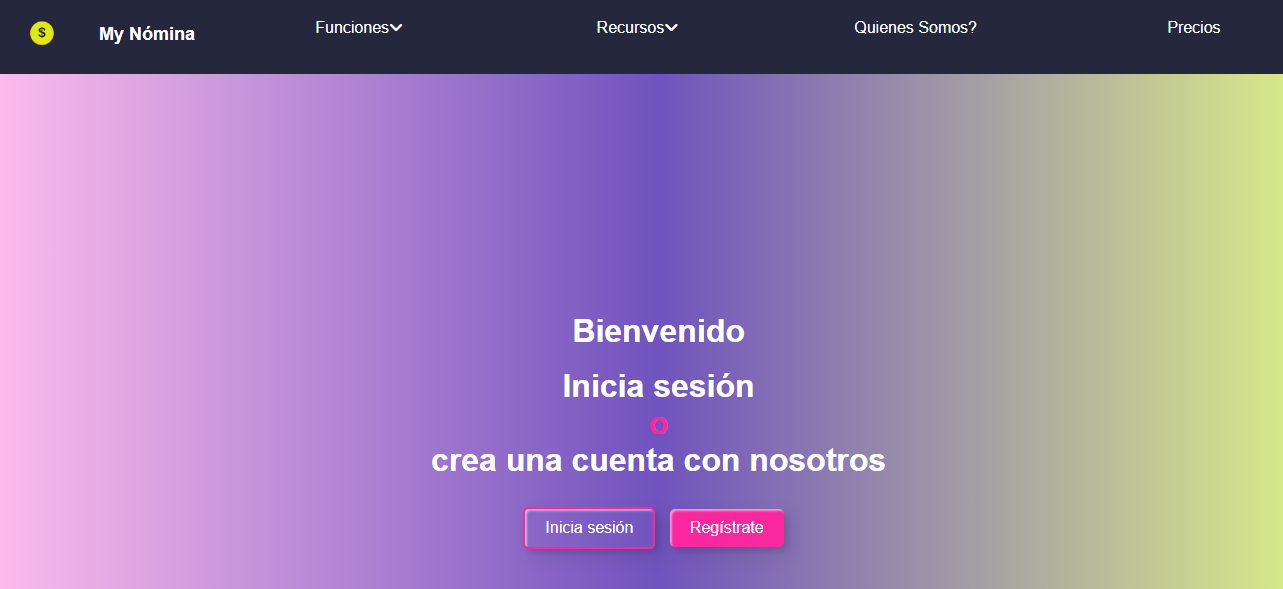 $ My Nómina Funciones Recursos Quienes Somos? Precios
Bienvenido
Inicia sesión
o
crea una cuenta con nosotros
Inicia sesión Regístrate